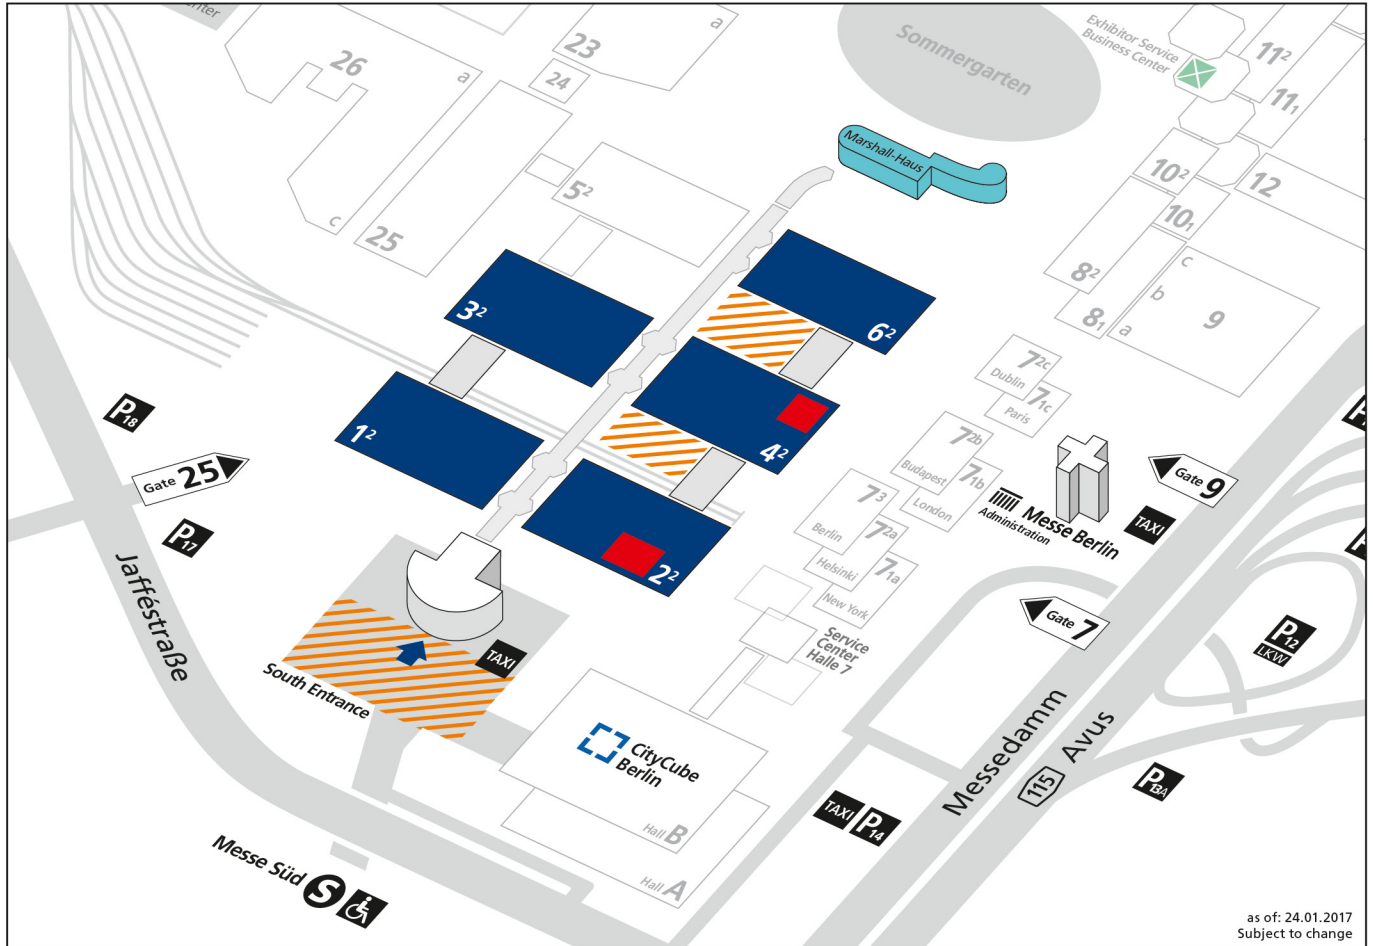 26
a
c
25
23
a
24
5²
Sommergarten
Marshall-Haus
Exhibitor Service
Business Center
11²
11₁
10²
10₁
12
8²
8₁
9
a
b
c
3²
1²
6²
4²
2²
7²ᶜ
Dublin
7₁c
Paris
7²ᵇ
Budapest
7₁b
London
7³
Berlin
7²ᵃ
Helsinki
7₁a
New York
Service
Center
Halle 7
Messe Berlin
Administration
Gate 9
TAXI
Gate 7
P12
LKW
P13A
TAXI
P14
Messedamm
115 Avus
P18
Gate 25
P17
Jafféstraße
South Entrance
TAXI
CityCube
Berlin
Hall B
Hall A
Messe Süd
S
as of: 24.01.2017
Subject to change